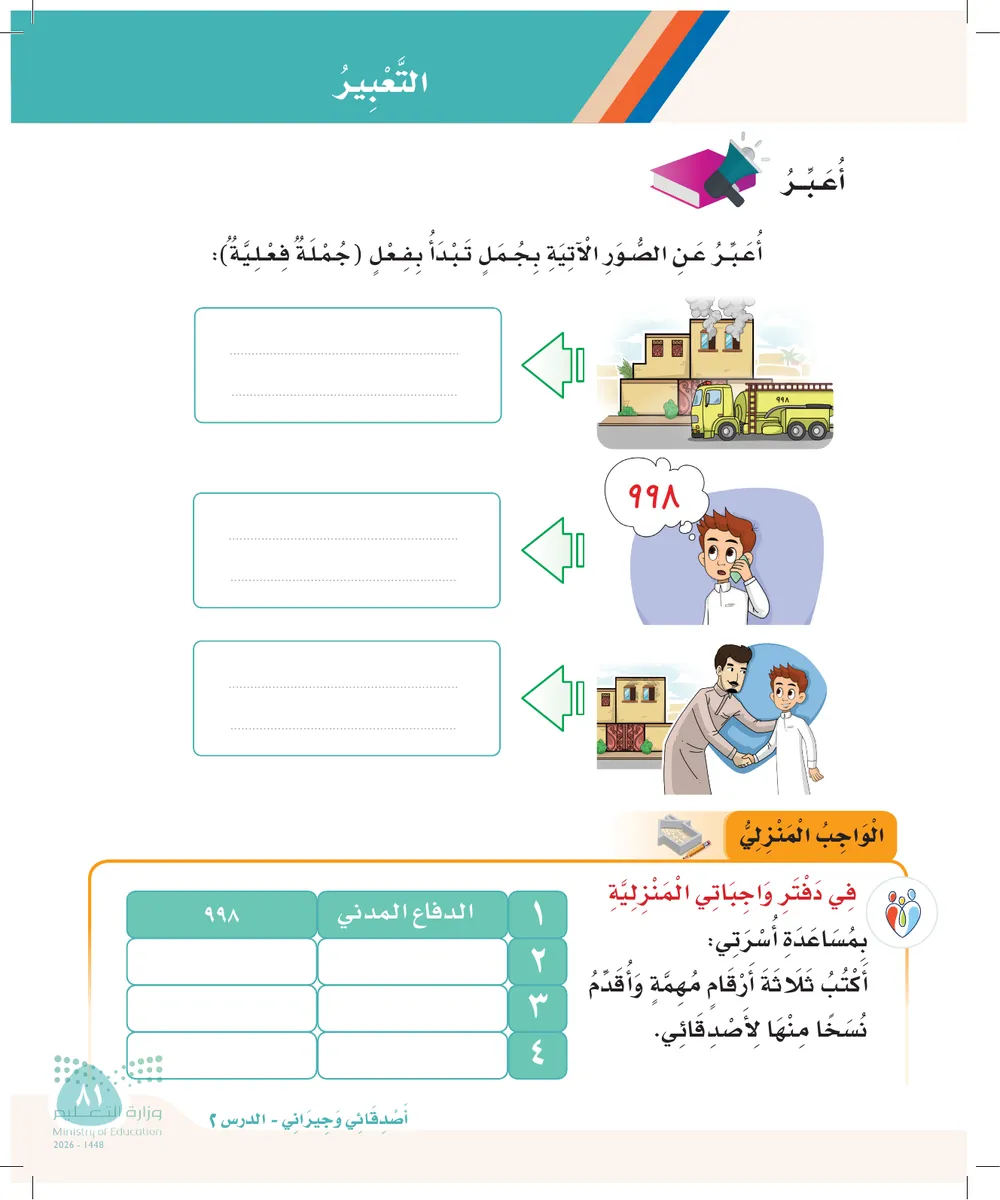 التَّعْبِيرُ
أُعَبِّرُ
أُعَبِّرُ عَنِ الصُّوَرِ الْآتِيَةِ بِجُمَلٍ تَبْدَأُ بِفِعْلٍ (جُمْلَةٌ فِعْلِيَّةٌ):
٩٩٨
٩٩٨
الْوَاجِبُ الْمَنْزِلِيُّ
فِي دَفْتَرِ وَاجِبَاتِي الْمَنْزِلِيَّةِ
بِمُسَاعَدَةِ أُسْرَتِي:
أَكْتُبُ ثَلَاثَةَ أَرْقَامٍ مُهِمَّةٍ وَأُقَدِّمُ
نُسَخًا مِنْهَا لِأَصْدِقَائِي.
١ الدفاع المدني ٩٩٨
٢
٣
٤
أَصْدِقَائِي وَجِيرَانِي - الدرس ٢
٨١
وزارة التعليم
Ministry of Education
2026 - 1448